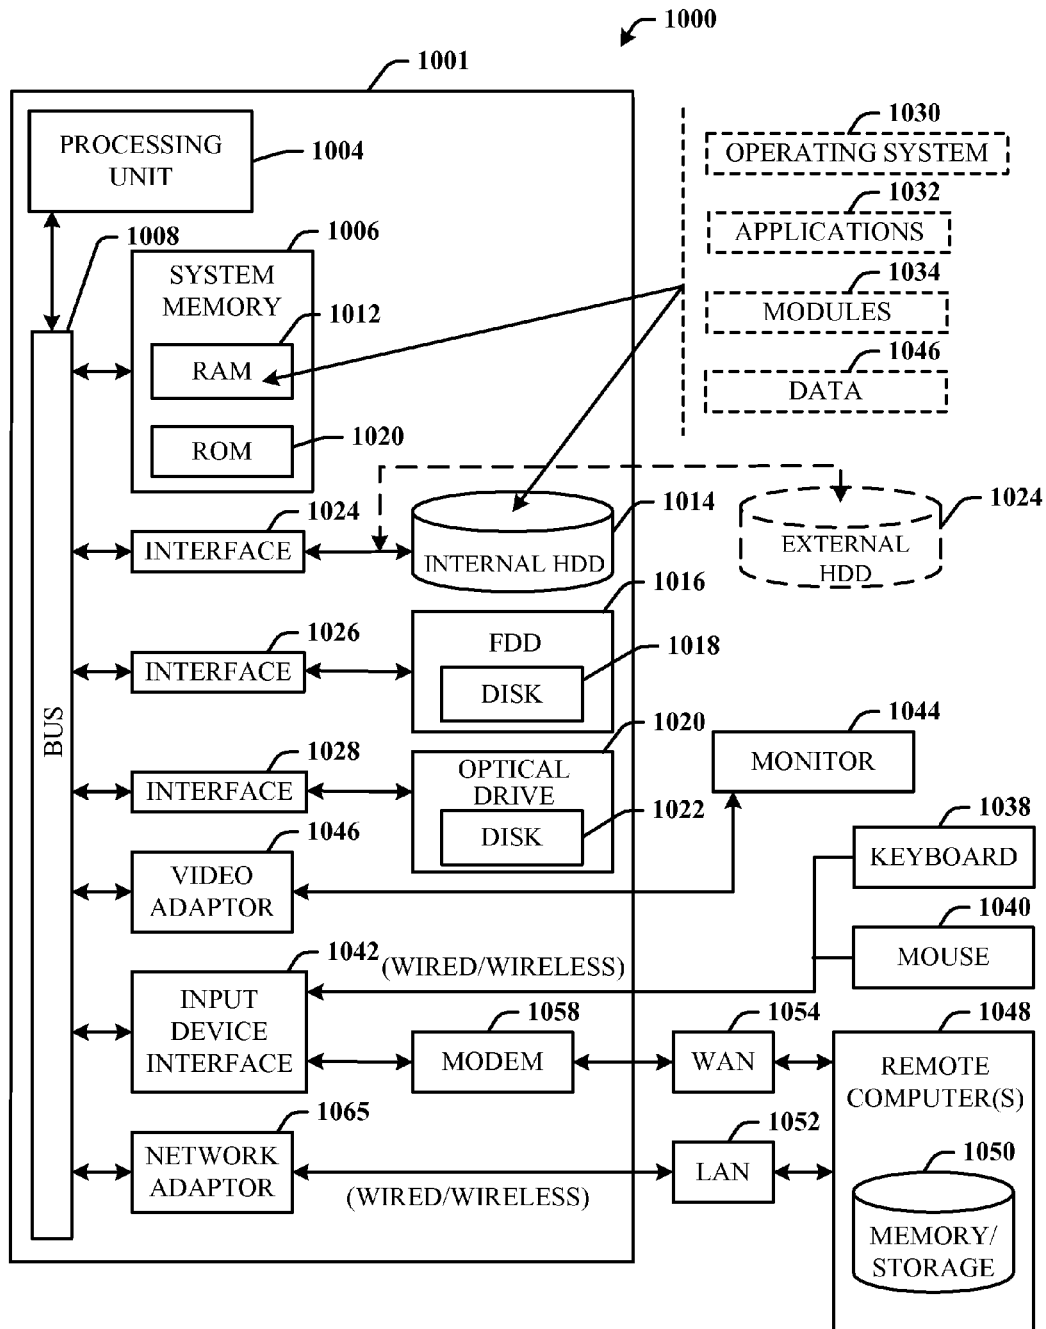 1000
1001
PROCESSING
UNIT
1004
1030
OPERATING SYSTEM
1032
APPLICATIONS
1034
MODULES
1046
DATA
1008
1006
SYSTEM
MEMORY
1012
RAM
1020
ROM
1024
INTERFACE
1014
INTERNAL HDD
1024
EXTERNAL
HDD
1026
INTERFACE
1016
FDD
1018
DISK
BUS
1028
INTERFACE
1020
OPTICAL
DRIVE
1022
DISK
1044
MONITOR
1046
VIDEO
ADAPTOR
1038
KEYBOARD
1040
MOUSE
1042
(WIRED/WIRELESS)
INPUT
DEVICE
INTERFACE
1058
MODEM
1054
WAN
1048
REMOTE
COMPUTER(S)
1065
NETWORK
ADAPTOR
(WIRED/WIRELESS)
1052
LAN
1050
MEMORY/
STORAGE